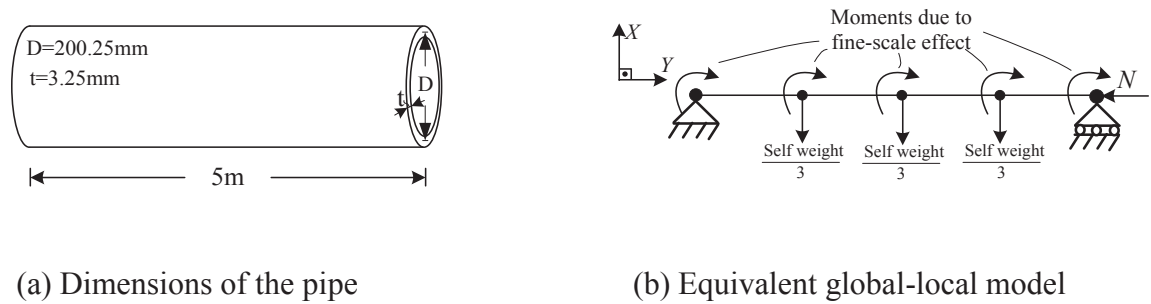 D=200.25mm
t=3.25mm
D
t
5m
(a) Dimensions of the pipe
Moments due to
fine-scale effect
X
Y
N
Self weight
3
Self weight
3
Self weight
3
(b) Equivalent global-local model